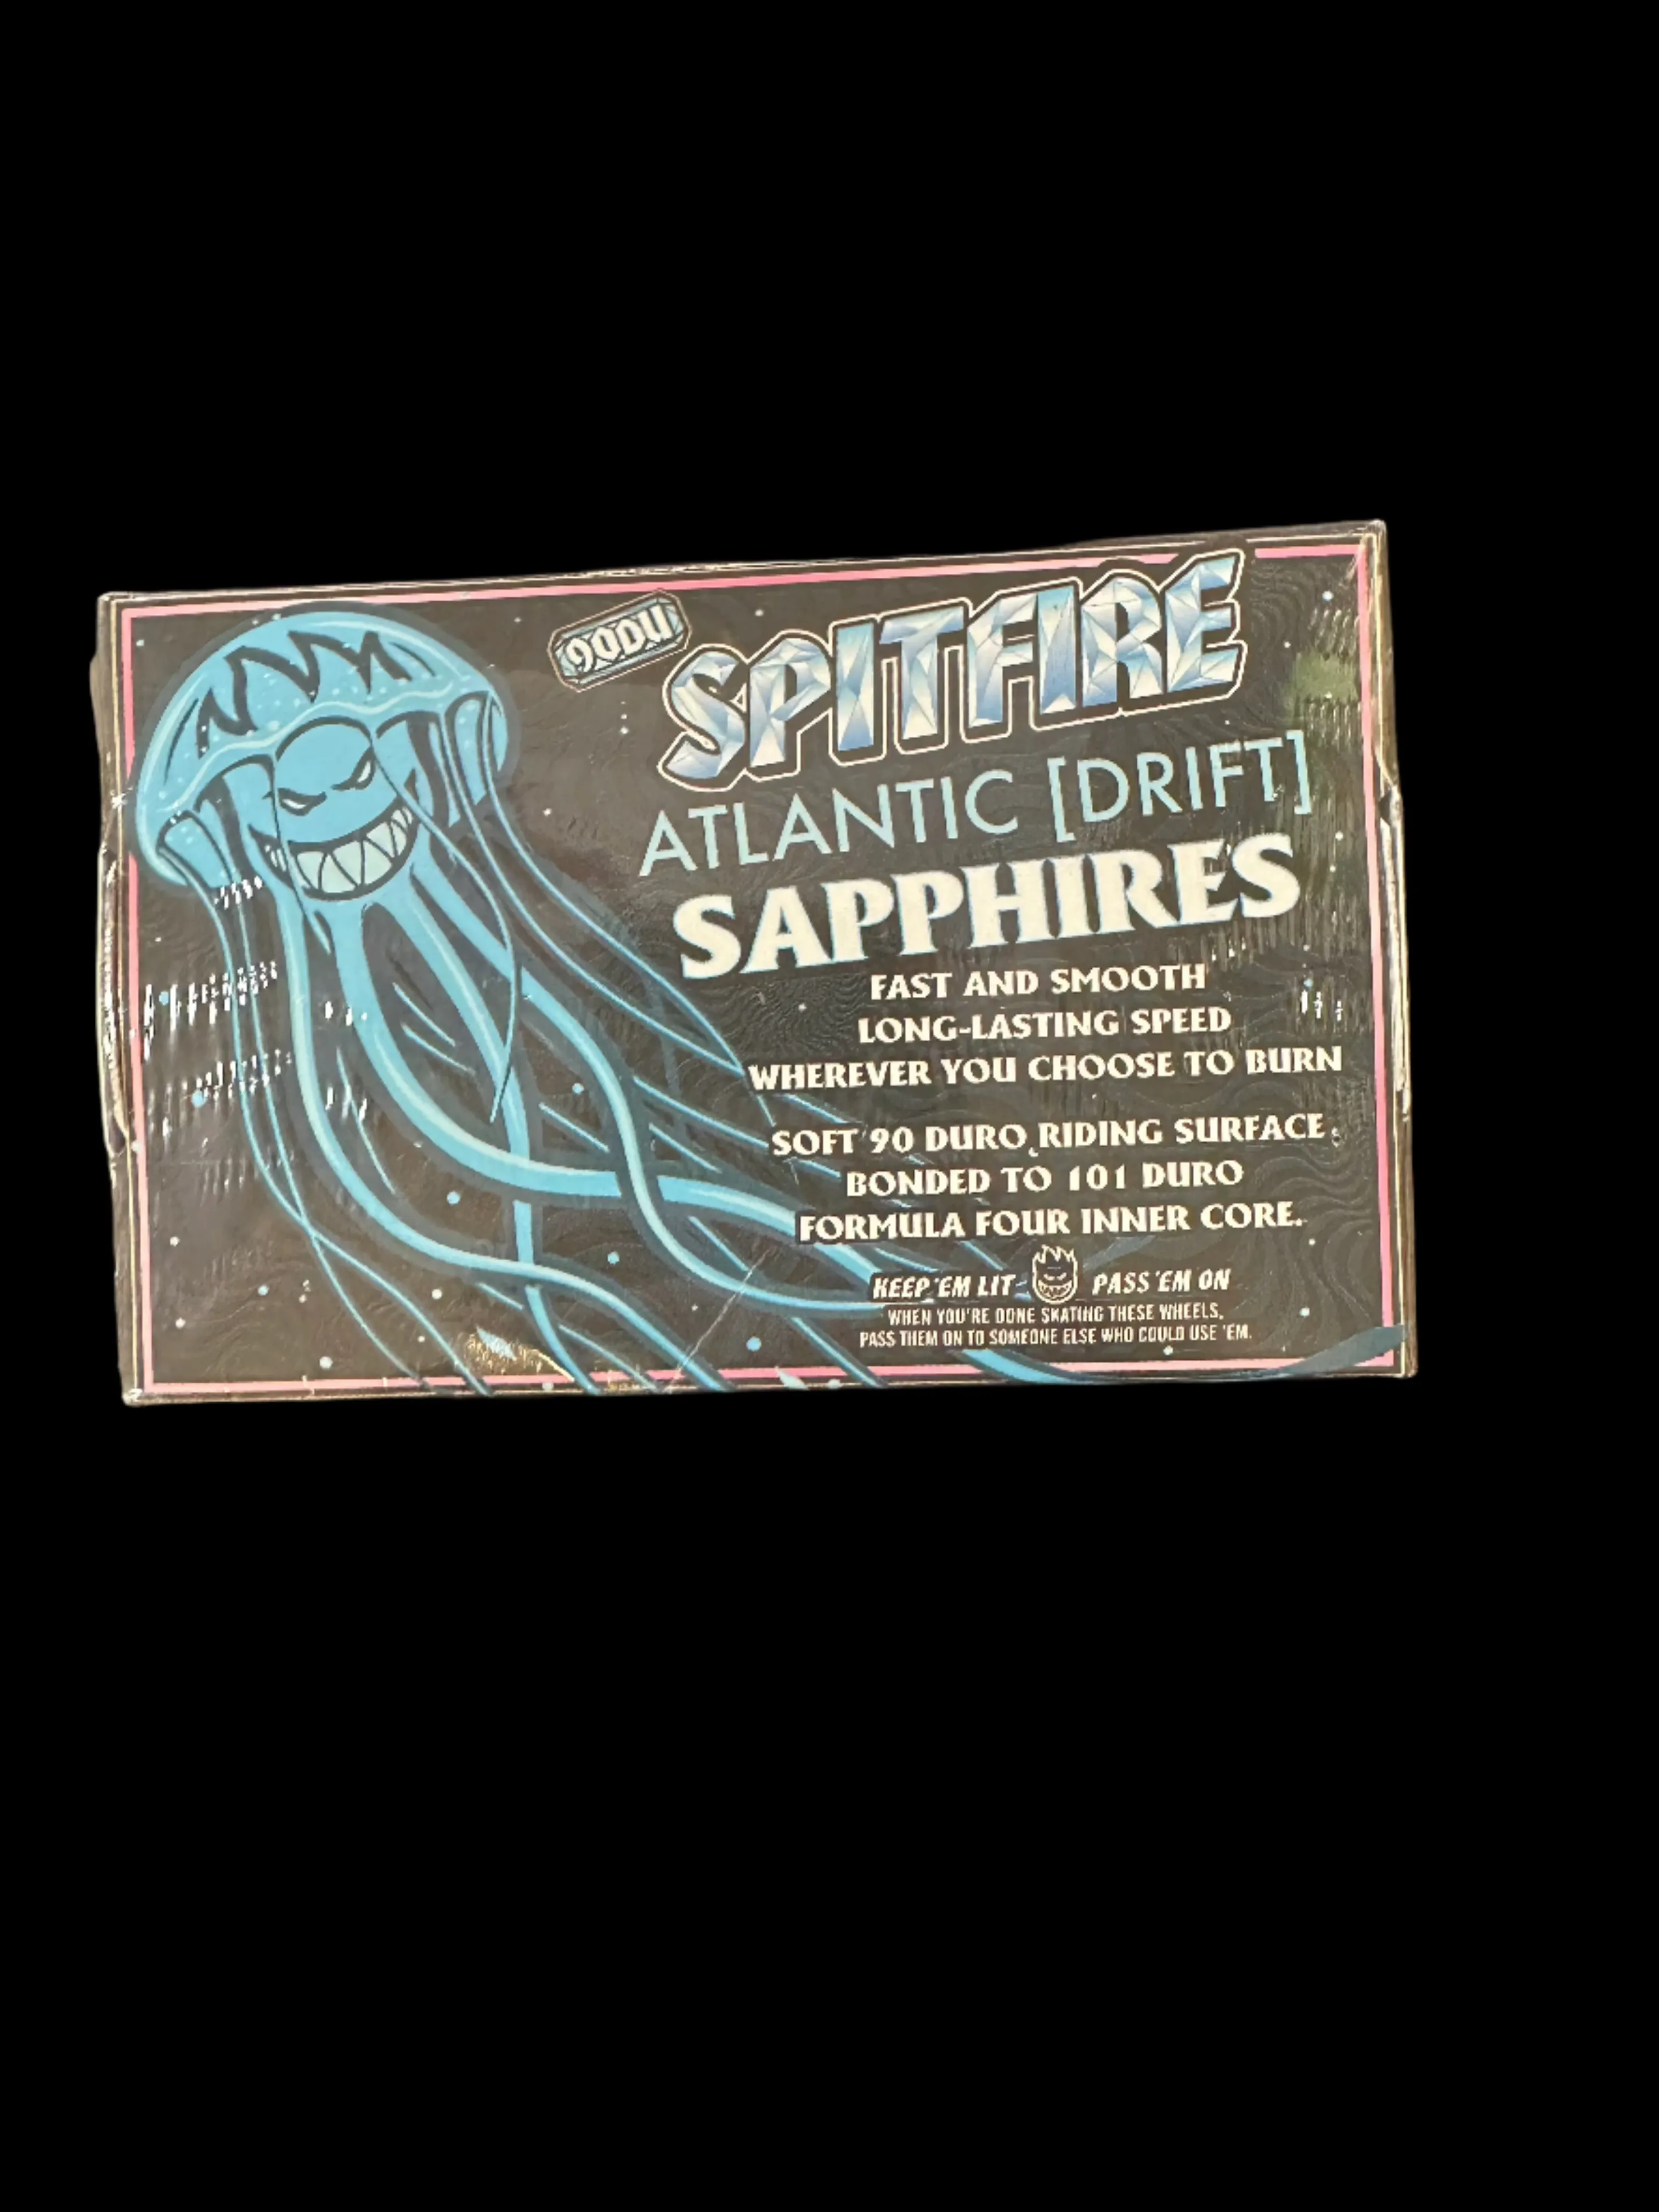 90DU
SPITFIRE
ATLANTIC [DRIFT]
SAPPHIRES
FAST AND SMOOTH
LONG-LASTING SPEED
WHEREVER YOU CHOOSE TO BURN
SOFT 90 DURO RIDING SURFACE
BONDED TO 101 DURO
FORMULA FOUR INNER CORE.
KEEP 'EM LIT PASS 'EM ON
WHEN YOU'RE DONE SKATING THESE WHEELS,
PASS THEM ON TO SOMEONE ELSE WHO COULD USE 'EM.